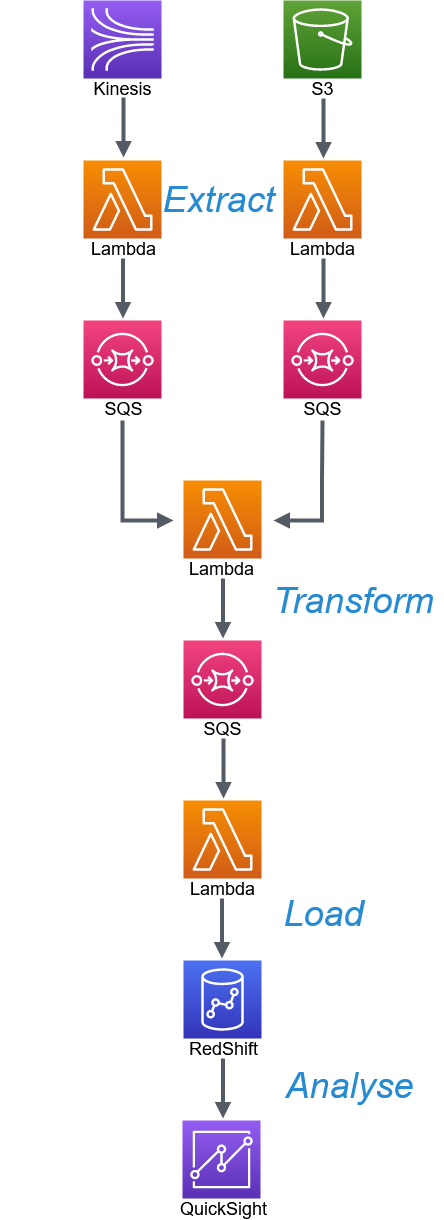 Kinesis
S3
Extract
Lambda
Lambda
SQS
SQS
Lambda
Transform
SQS
Lambda
Load
RedShift
Analyse
QuickSight